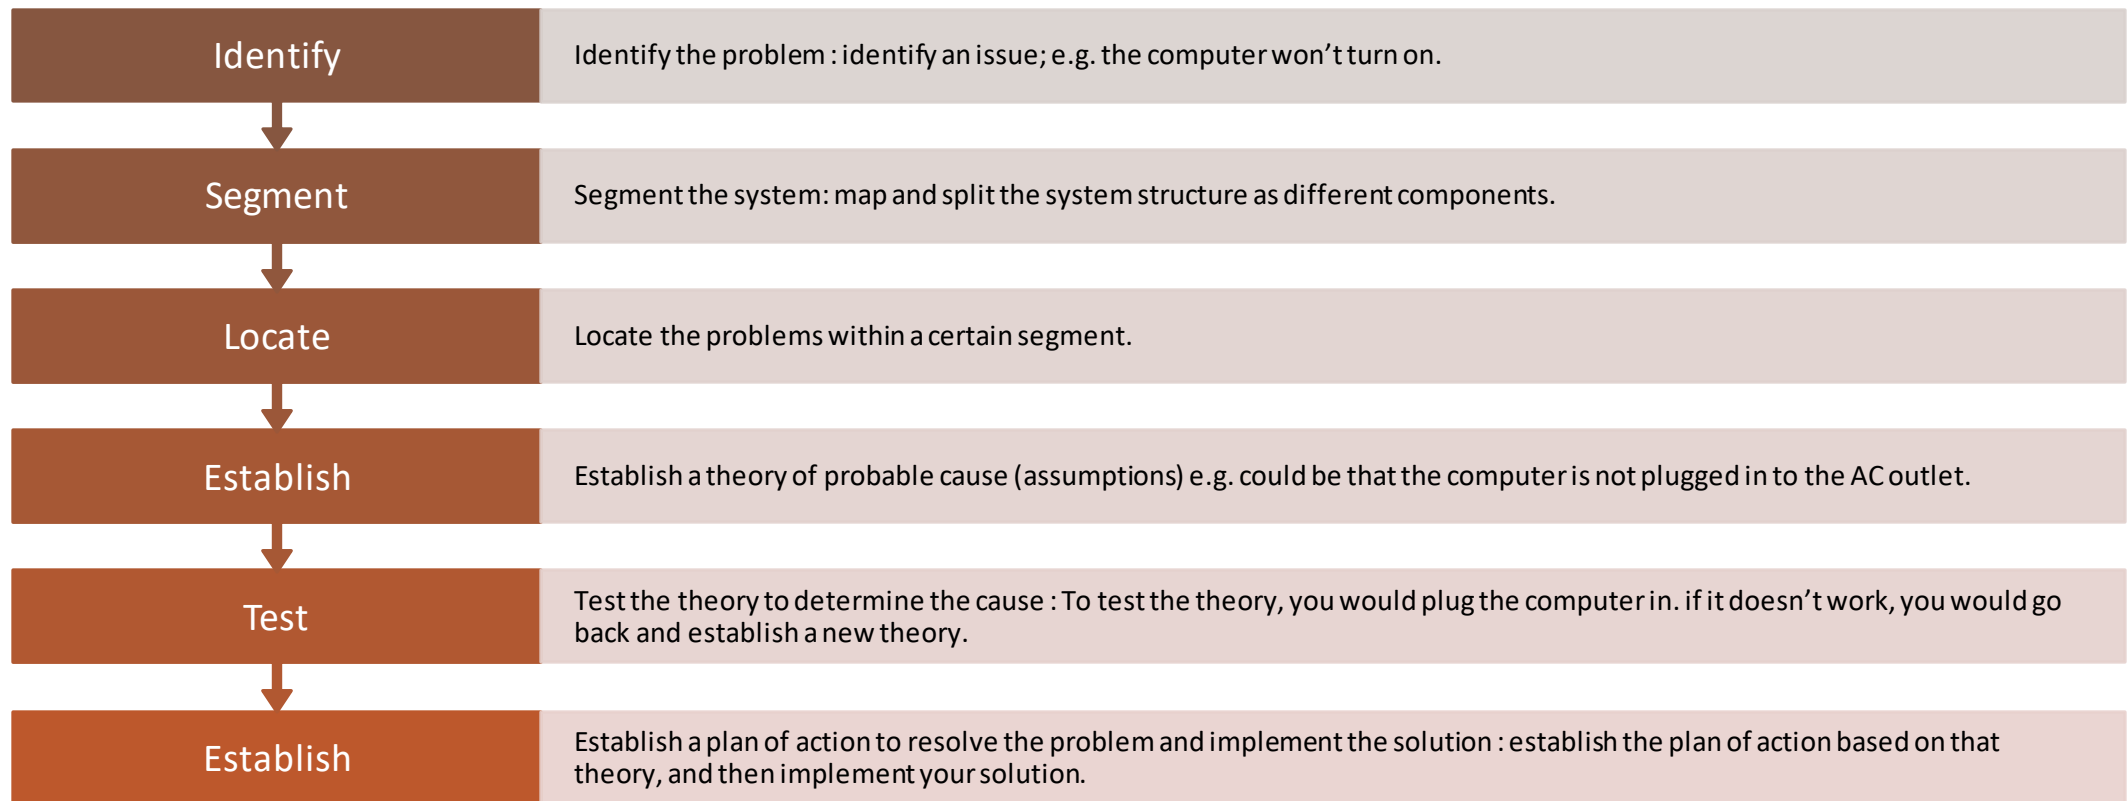 Identify
Identify the problem : identify an issue; e.g. the computer won’t turn on.
Segment
Segment the system: map and split the system structure as different components.
Locate
Locate the problems within a certain segment.
Establish
Establish a theory of probable cause (assumptions) e.g. could be that the computer is not plugged in to the AC outlet.
Test
Test the theory to determine the cause : To test the theory, you would plug the computer in. if it doesn’t work, you would go
back and establish a new theory.
Establish
Establish a plan of action to resolve the problem and implement the solution : establish the plan of action based on that
theory, and then implement your solution.